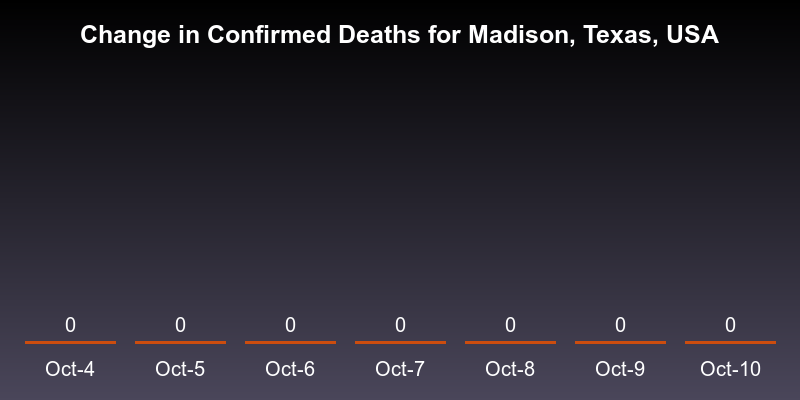 Change in Confirmed Deaths for Madison, Texas, USA
0 0 0 0 0 0 0
Oct-4 Oct-5 Oct-6 Oct-7 Oct-8 Oct-9 Oct-10